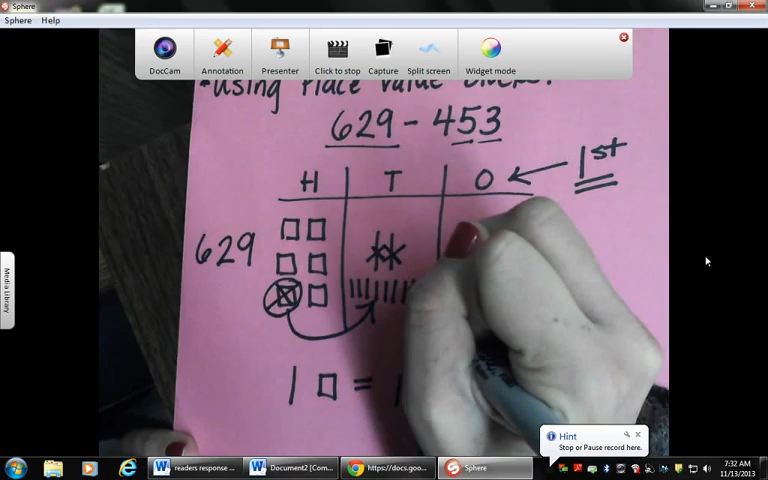 Sphere
Sphere Help
DocCam Annotation Presenter Click to stop Capture Split screen Widget mode
•Using Place Value
629 - 453
1st
H T O
629
1 □ = 1
Media Library
Hint
Stop or Pause record here.
readers response ... Document2 [Com... https://docs.goo... Sphere
7:32 AM
11/13/2013